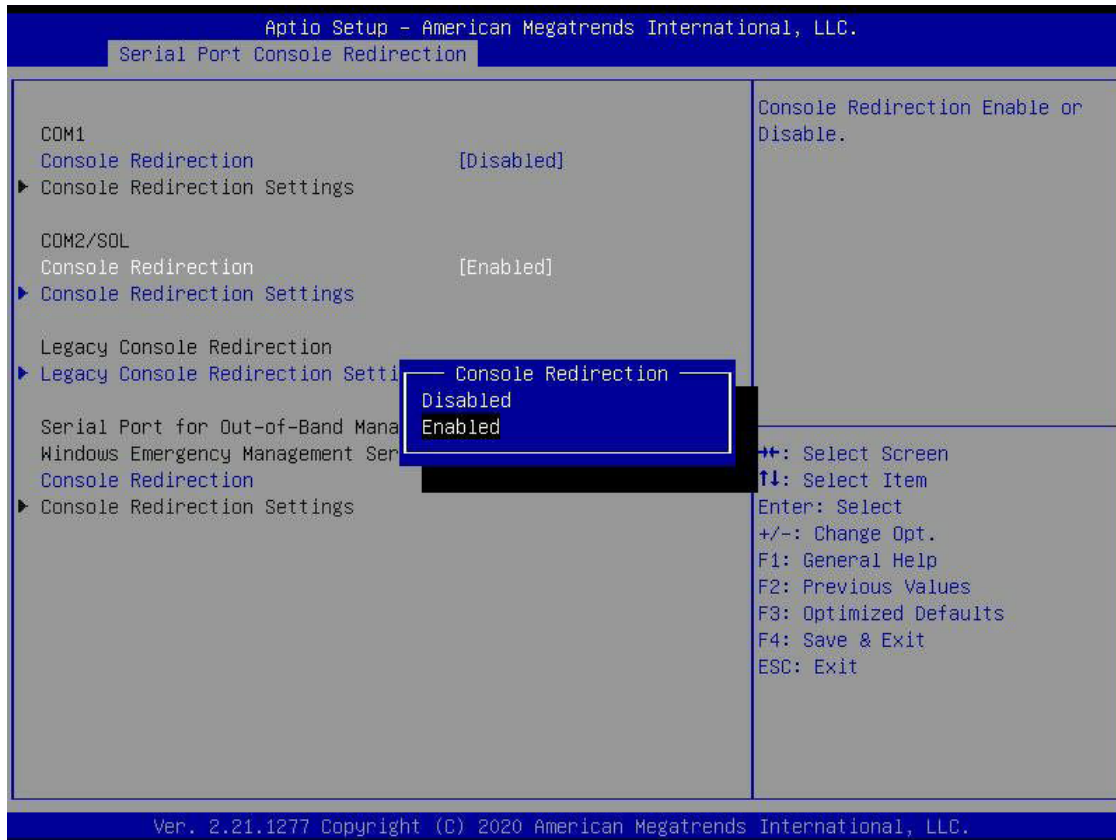 Aptio Setup – American Megatrends International, LLC.
Serial Port Console Redirection
COM1
Console Redirection [Disabled]
▶ Console Redirection Settings
COM2/SOL
Console Redirection [Enabled]
▶ Console Redirection Settings
Legacy Console Redirection
▶ Legacy Console Redirection Setti
Serial Port for Out-of-Band Mana
Windows Emergency Management Ser
Console Redirection
▶ Console Redirection Settings
Console Redirection
Disabled
Enabled
Console Redirection Enable or
Disable.
→←: Select Screen
↑↓: Select Item
Enter: Select
+/-: Change Opt.
F1: General Help
F2: Previous Values
F3: Optimized Defaults
F4: Save & Exit
ESC: Exit
Ver. 2.21.1277 Copyright (C) 2020 American Megatrends International, LLC.